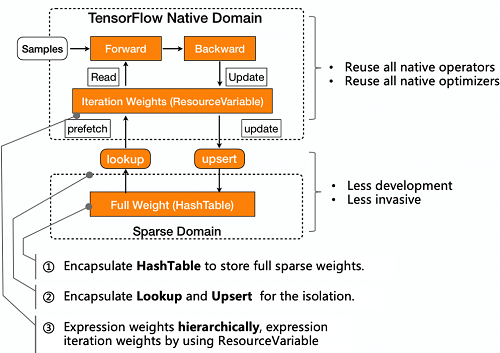 TensorFlow Native Domain
Samples
Forward
Backward
Read
Update
Iteration Weights (ResourceVariable)
prefetch
update
lookup
upsert
Full Weight (HashTable)
Sparse Domain
• Reuse all native operators
• Reuse all native optimizers
• Less development
• Less invasive
① Encapsulate HashTable to store full sparse weights.
② Encapsulate Lookup and Upsert for the isolation.
③ Expression weights hierarchically, expression
iteration weights by using ResourceVariable